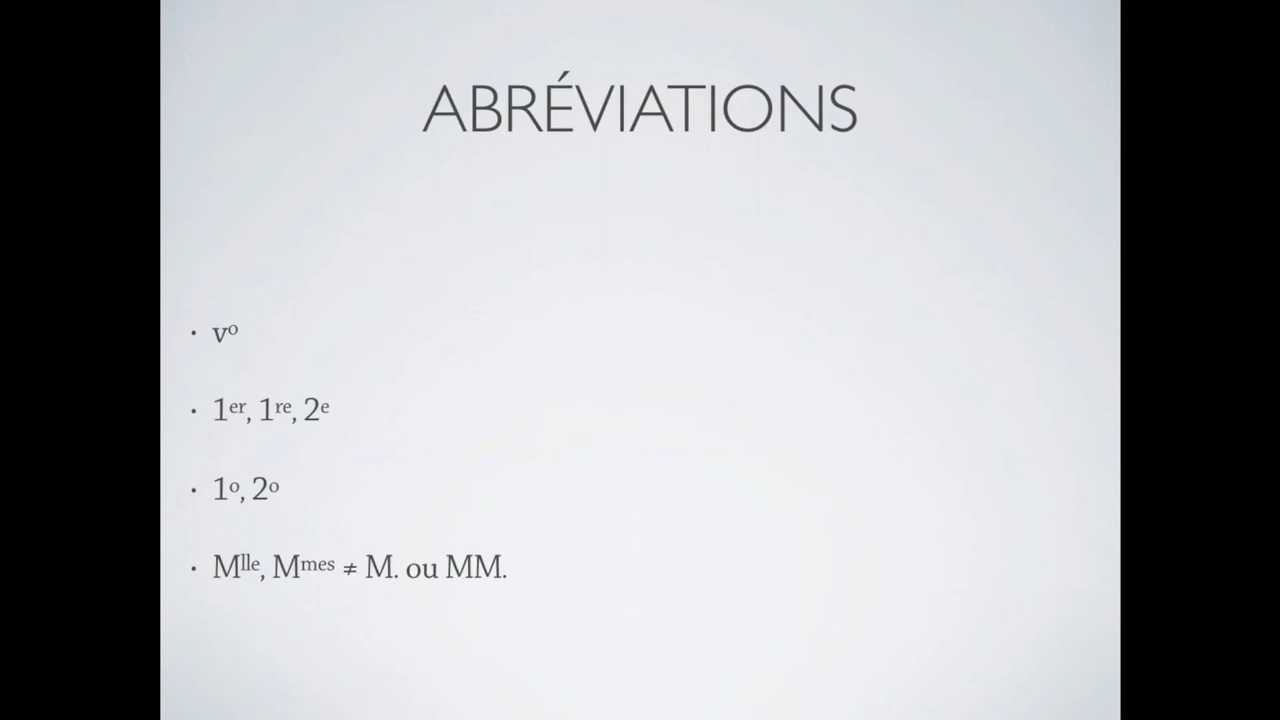 ABRÉVIATIONS
• vᵒ
• 1ᵉʳ, 1ʳᵉ, 2ᵉ
• 1ᵒ, 2ᵒ
• Mˡˡᵉ, Mᵐᵉˢ ≠ M. ou MM.